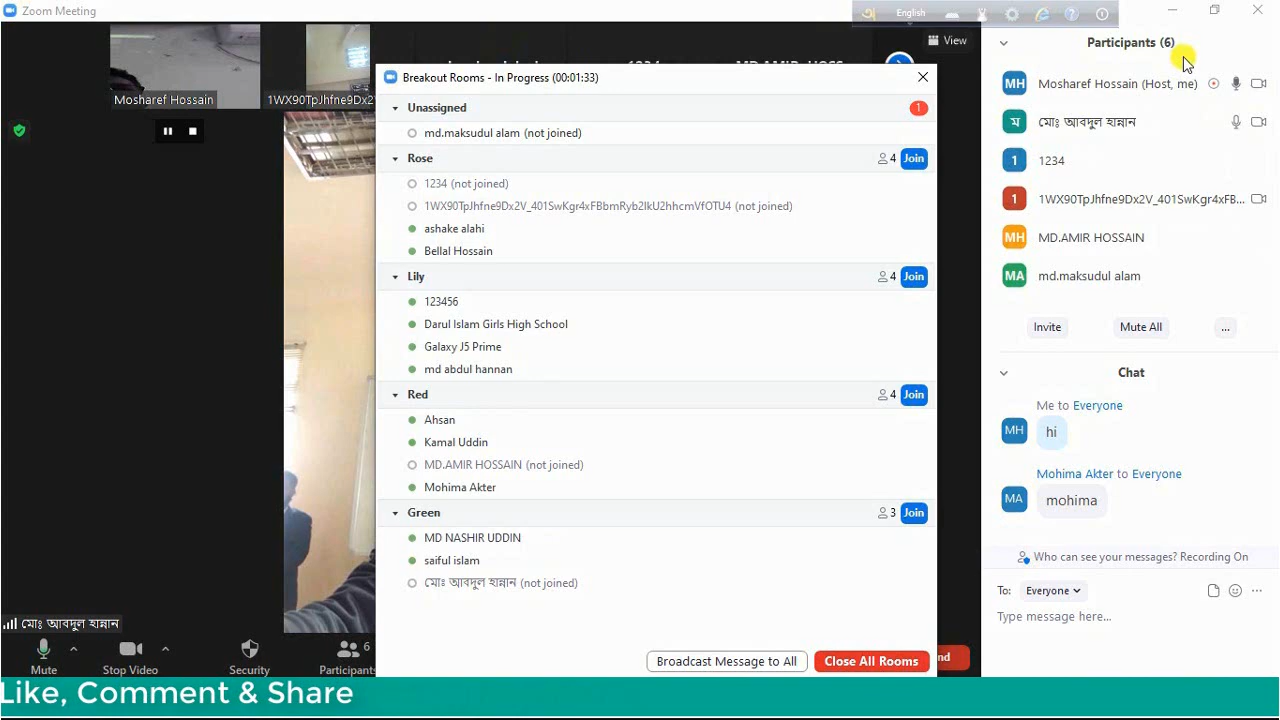 Zoom Meeting
English
View
Mosharef Hossain
1WX90TpJhfne9Dx2
Breakout Rooms - In Progress (00:01:33)
Unassigned
1
md.maksudul alam (not joined)
Rose
4
Join
1234 (not joined)
1WX90TpJhfne9Dx2V_401SwKgr4xFBbmRyb2IkU2hhcmVfOTU4 (not joined)
ashake alahi
Bellal Hossain
Lily
4
Join
123456
Darul Islam Girls High School
Galaxy J5 Prime
md abdul hannan
Red
4
Join
Ahsan
Kamal Uddin
MD.AMIR HOSSAIN (not joined)
Mohima Akter
Green
3
Join
MD NASHIR UDDIN
saiful islam
মোঃ আবদুল হান্নান (not joined)
Broadcast Message to All
Close All Rooms
nd
মোঃ আবদুল হান্নান
Mute
Stop Video
Security
6
Participants
Participants (6)
MH
Mosharef Hossain (Host, me)
ম
মোঃ আবদুল হান্নান
1
1234
1
1WX90TpJhfne9Dx2V_401SwKgr4xFB...
MH
MD.AMIR HOSSAIN
MA
md.maksudul alam
Invite
Mute All
...
Chat
Me to Everyone
MH
hi
Mohima Akter to Everyone
MA
mohima
Who can see your messages? Recording On
To:
Everyone
Type message here...
Like, Comment & Share